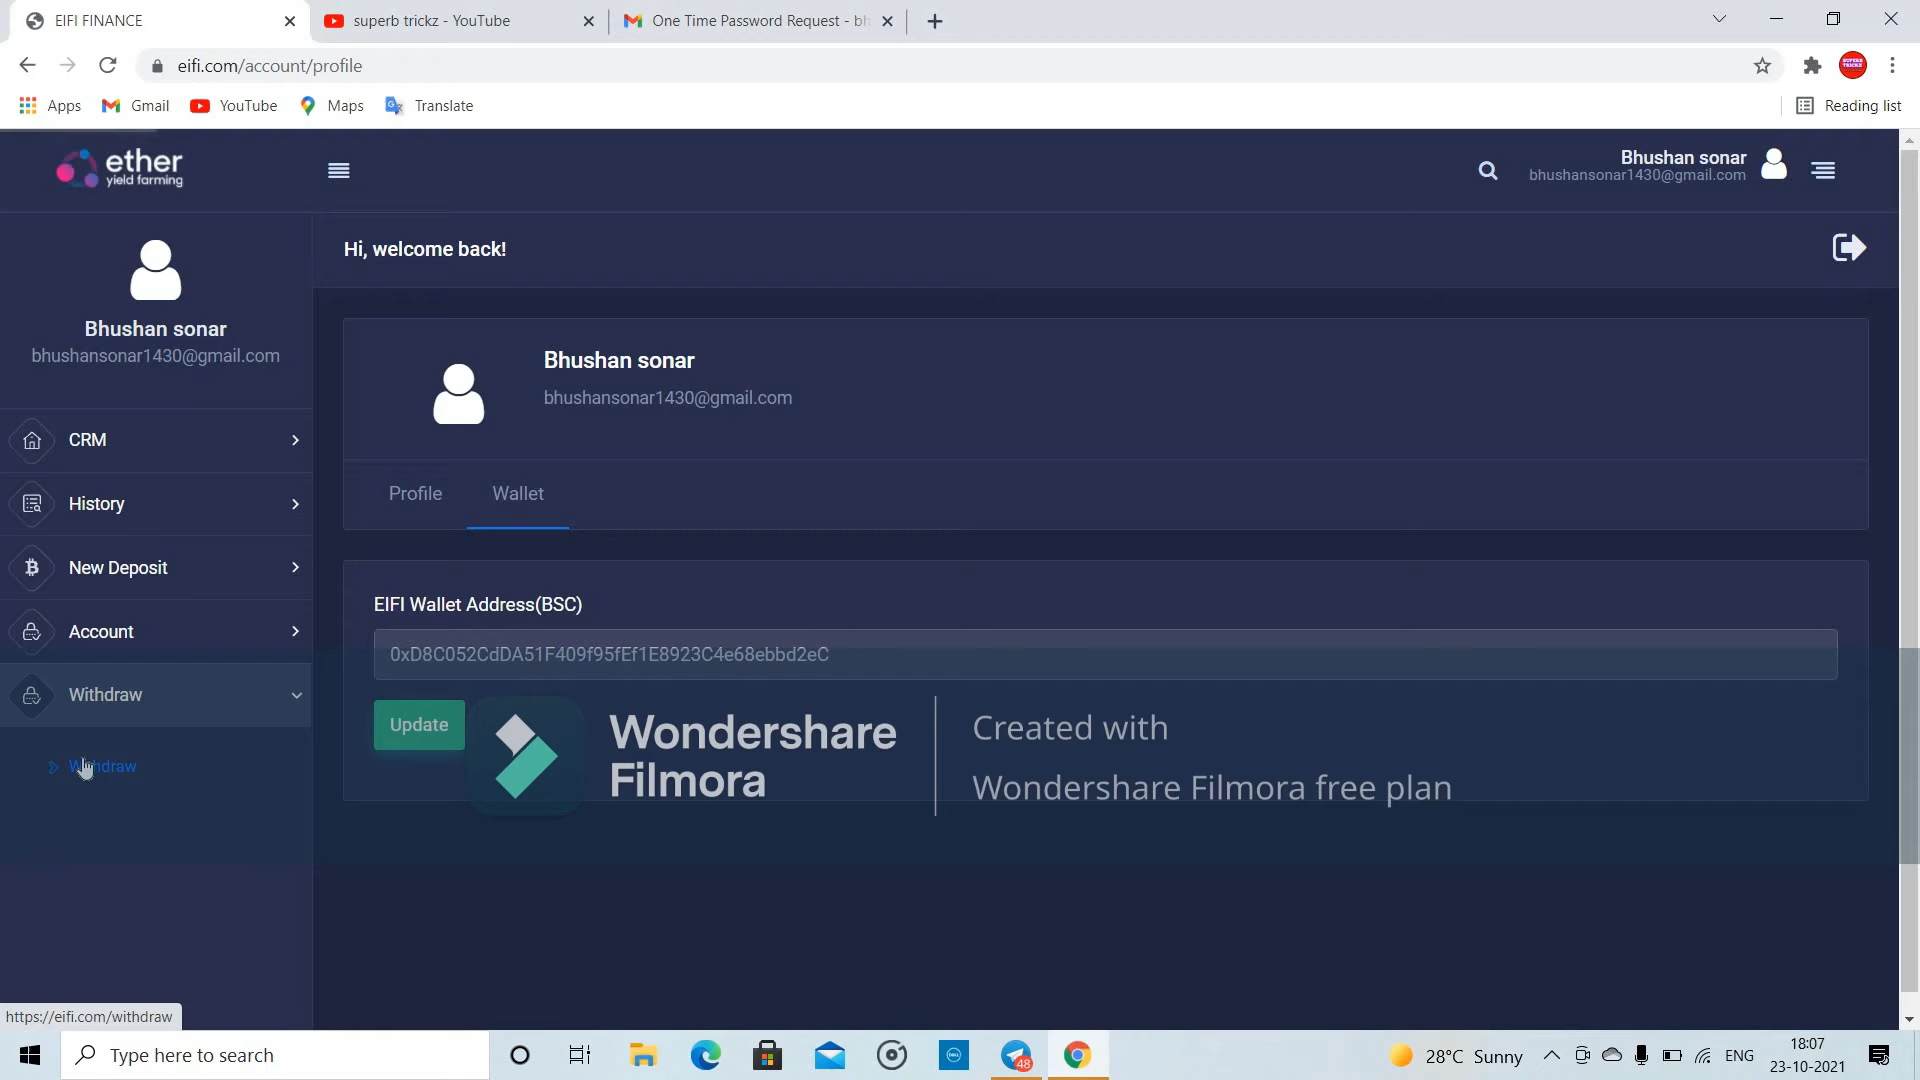 EIFI FINANCE
superb trickz - YouTube
One Time Password Request - bh
eifi.com/account/profile
Apps
Gmail
YouTube
Maps
Translate
Reading list
ether
yield farming
Bhushan sonar
bhushansonar1430@gmail.com
Hi, welcome back!
Bhushan sonar
bhushansonar1430@gmail.com
Bhushan sonar
bhushansonar1430@gmail.com
CRM
History
New Deposit
Account
Withdraw
Withdraw
Profile
Wallet
EIFI Wallet Address(BSC)
0xD8C052CdDA51F409f95fEf1E8923C4e68ebbd2eC
Update
Wondershare
Filmora
Created with
Wondershare Filmora free plan
https://eifi.com/withdraw
Type here to search
48
28°C Sunny
ENG
18:07
23-10-2021